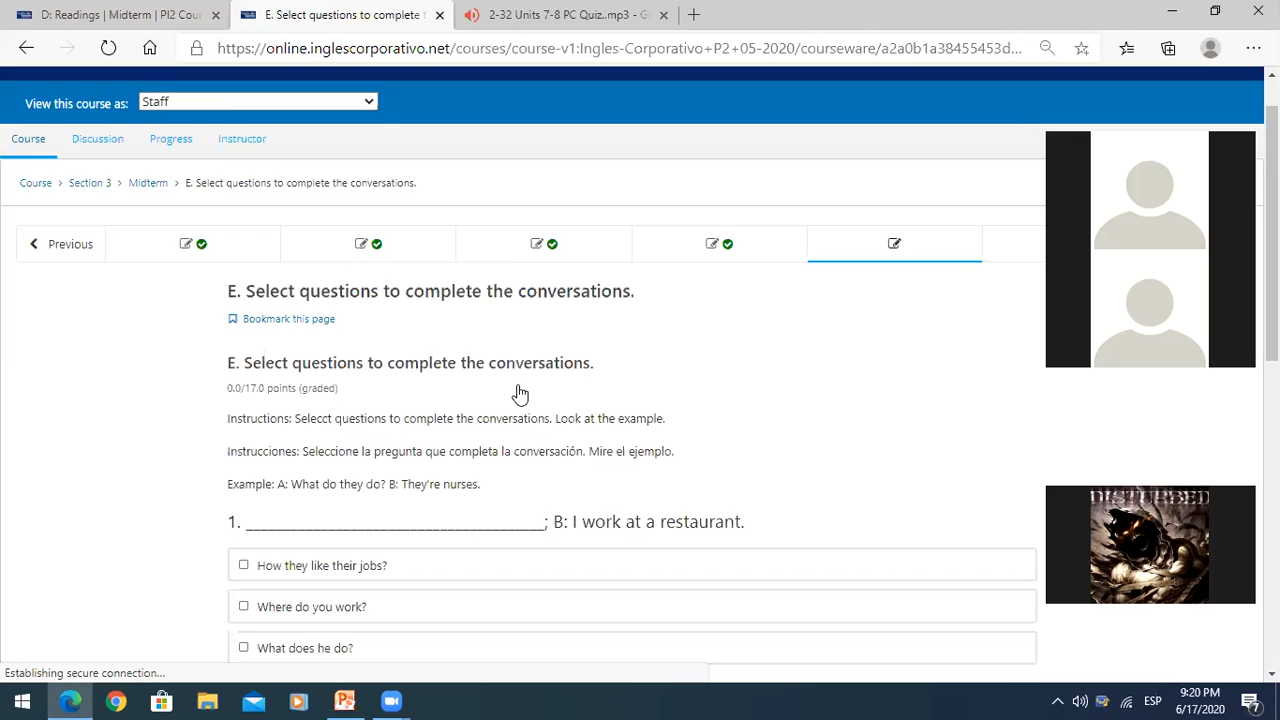 D: Readings | Midterm | PI2 Cour
E. Select questions to complete t
2-32 Units 7-8 PC Quiz..mp3 - G
https://online.inglescorporativo.net/courses/course-v1:Ingles-Corporativo+P2+05-2020/courseware/a2a0b1a38455453d...
View this course as:
Staff
Course
Discussion
Progress
Instructor
Course > Section 3 > Midterm > E. Select questions to complete the conversations.
Previous
E. Select questions to complete the conversations.
Bookmark this page
E. Select questions to complete the conversations.
0.0/17.0 points (graded)
Instructions: Selecct questions to complete the conversations. Look at the example.
Instrucciones: Seleccione la pregunta que completa la conversación. Mire el ejemplo.
Example: A: What do they do? B: They're nurses.
1. ___________________________________; B: I work at a restaurant.
How they like their jobs?
Where do you work?
What does he do?
DISTURBED
Establishing secure connection...
ESP
9:20 PM
6/17/2020
7